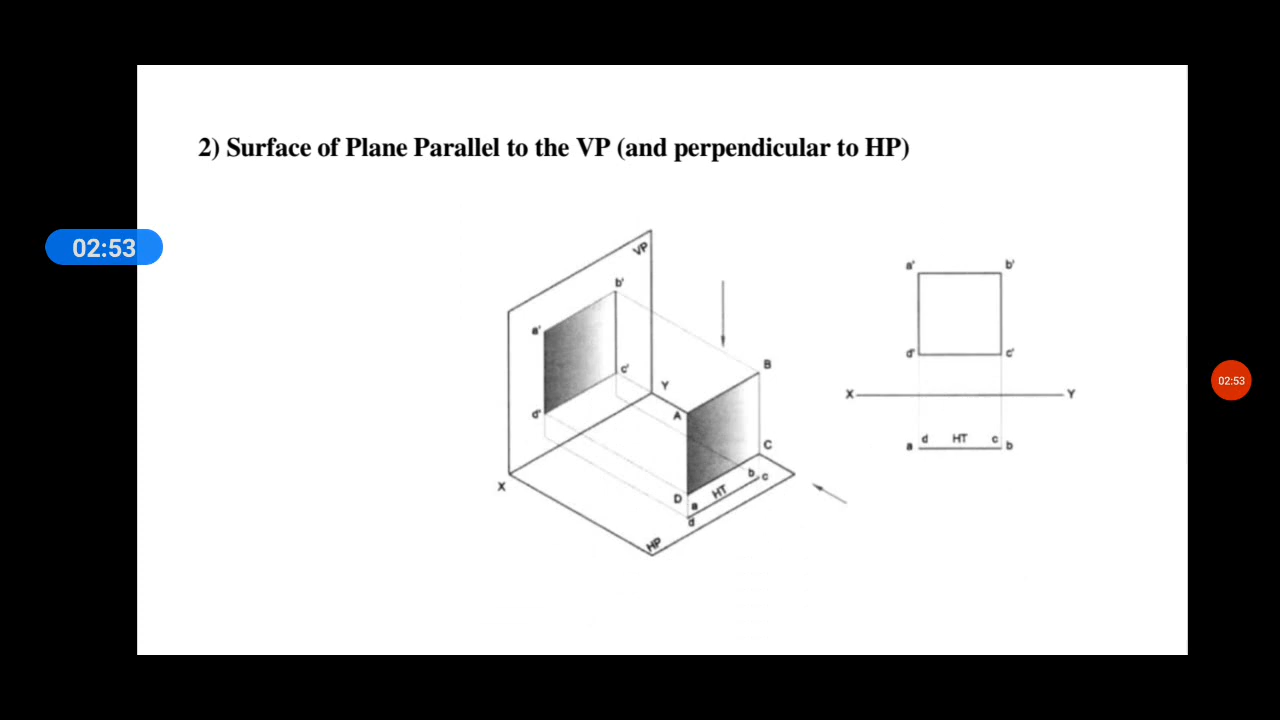 2) Surface of Plane Parallel to the VP (and perpendicular to HP)
02:53
VP
b'
a'
c'
d'
Y
B
A
C
D
b
c
HT
a
d
X
HP
a' b'
d' c'
X Y
a d HT c b
02:53